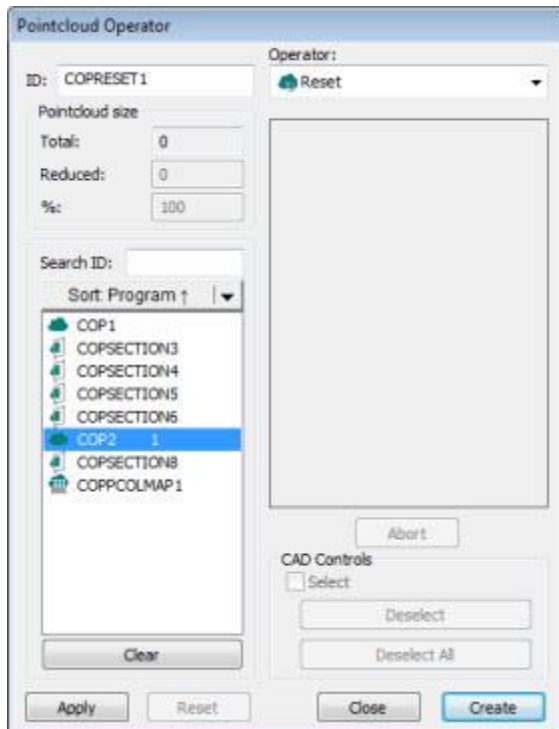 Pointcloud Operator
ID: COPRESET1
Operator:
Reset
Pointcloud size
Total: 0
Reduced: 0
%: 100
Search ID:
Sort: Program ↑
COP1
COPSECTION3
COPSECTION4
COPSECTION5
COPSECTION6
COP2 1
COPSECTION8
COPPCOLMAP1
Clear
Abort
CAD Controls
Select
Deselect
Deselect All
Apply
Reset
Close
Create